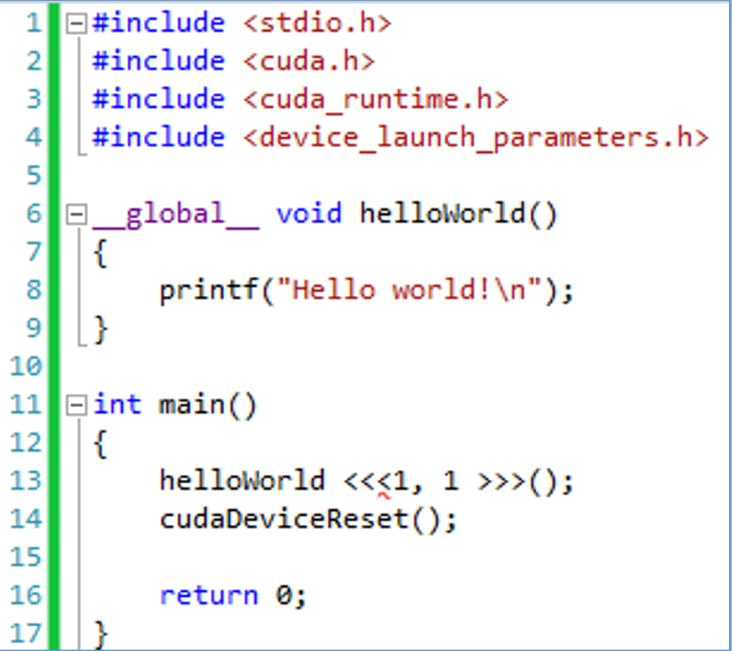 1 #include <stdio.h>
2 #include <cuda.h>
3 #include <cuda_runtime.h>
4 #include <device_launch_parameters.h>
5
6 __global__ void helloWorld()
7 {
8     printf("Hello world!\n");
9 }
10
11 int main()
12 {
13     helloWorld <<<1, 1 >>>();
14     cudaDeviceReset();
15
16     return 0;
17 }